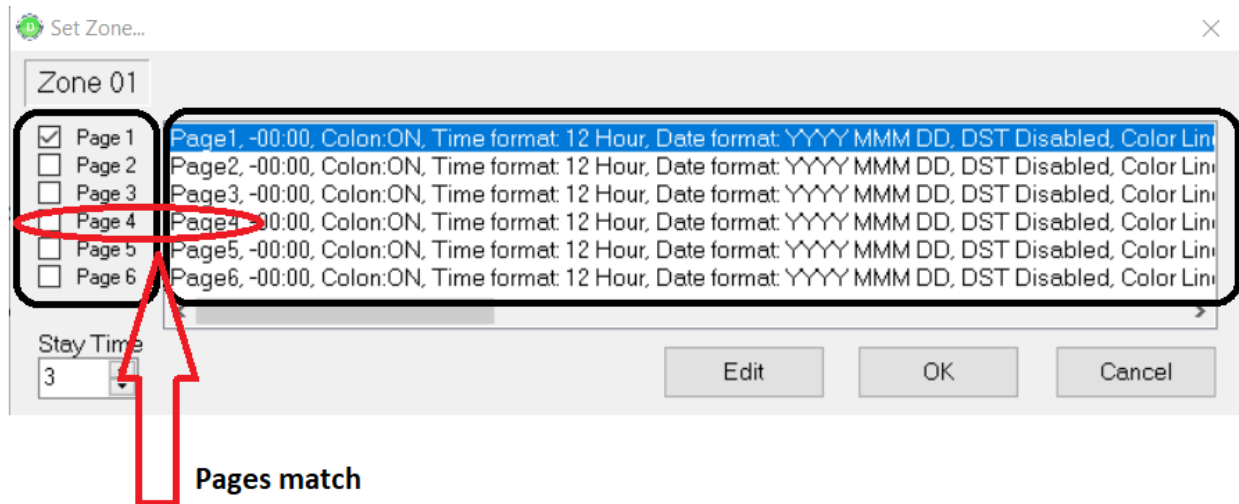 Set Zone...
Zone 01
Page 1 Page1, -00:00, Colon:ON, Time format: 12 Hour, Date format: YYYY MMM DD, DST Disabled, Color Lin
Page 2 Page2, -00:00, Colon:ON, Time format: 12 Hour, Date format: YYYY MMM DD, DST Disabled, Color Lin
Page 3 Page3, -00:00, Colon:ON, Time format: 12 Hour, Date format: YYYY MMM DD, DST Disabled, Color Lin
Page 4 Page4, -00:00, Colon:ON, Time format: 12 Hour, Date format: YYYY MMM DD, DST Disabled, Color Lin
Page 5 Page5, -00:00, Colon:ON, Time format: 12 Hour, Date format: YYYY MMM DD, DST Disabled, Color Lin
Page 6 Page6, -00:00, Colon:ON, Time format: 12 Hour, Date format: YYYY MMM DD, DST Disabled, Color Lin
Stay Time
3 Edit OK Cancel
Pages match